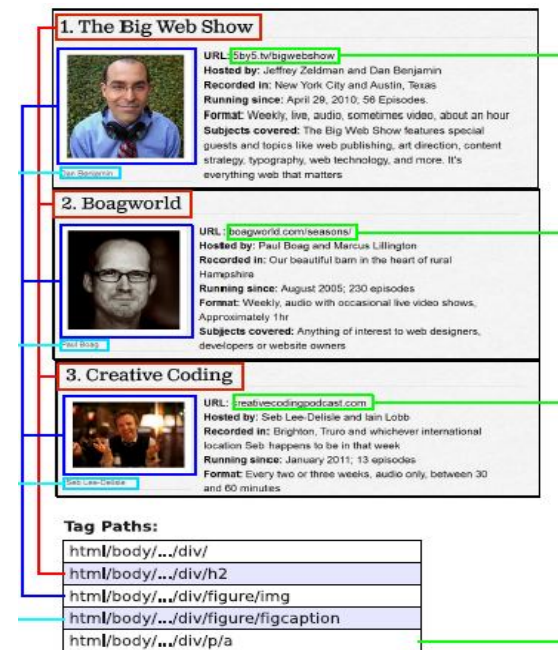 1. The Big Web Show
URL: 5by5.tv/bigwebshow
Hosted by: Jeffrey Zeldman and Dan Benjamin
Recorded in: New York City and Austin, Texas
Running since: April 29, 2010; 56 Episodes.
Format: Weekly, live, audio, sometimes video, about an hour
Subjects covered: The Big Web Show features special
guests and topics like web publishing, art direction, content
strategy, typography, web technology, and more. It's
everything web that matters
Dan Benjamin
2. Boagworld
URL: boagworld.com/seasons/
Hosted by: Paul Boag and Marcus Lillington
Recorded in: Our beautiful barn in the heart of rural
Hampshire
Running since: August 2005; 230 episodes
Format: Weekly, audio with occasional live video shows,
Approximately 1hr
Subjects covered: Anything of interest to web designers,
developers or website owners
Paul Boag
3. Creative Coding
URL: creativecodingpodcast.com
Hosted by: Seb Lee-Delisle and Iain Lobb
Recorded in: Brighton, Truro and whichever international
location Seb happens to be in that week
Running since: January 2011; 13 episodes
Format: Every two or three weeks, audio only, between 30
and 60 minutes
Seb Lee-Delisle
Tag Paths:
html/body/.../div/
html/body/.../div/h2
html/body/.../div/figure/img
html/body/.../div/figure/figcaption
html/body/.../div/p/a